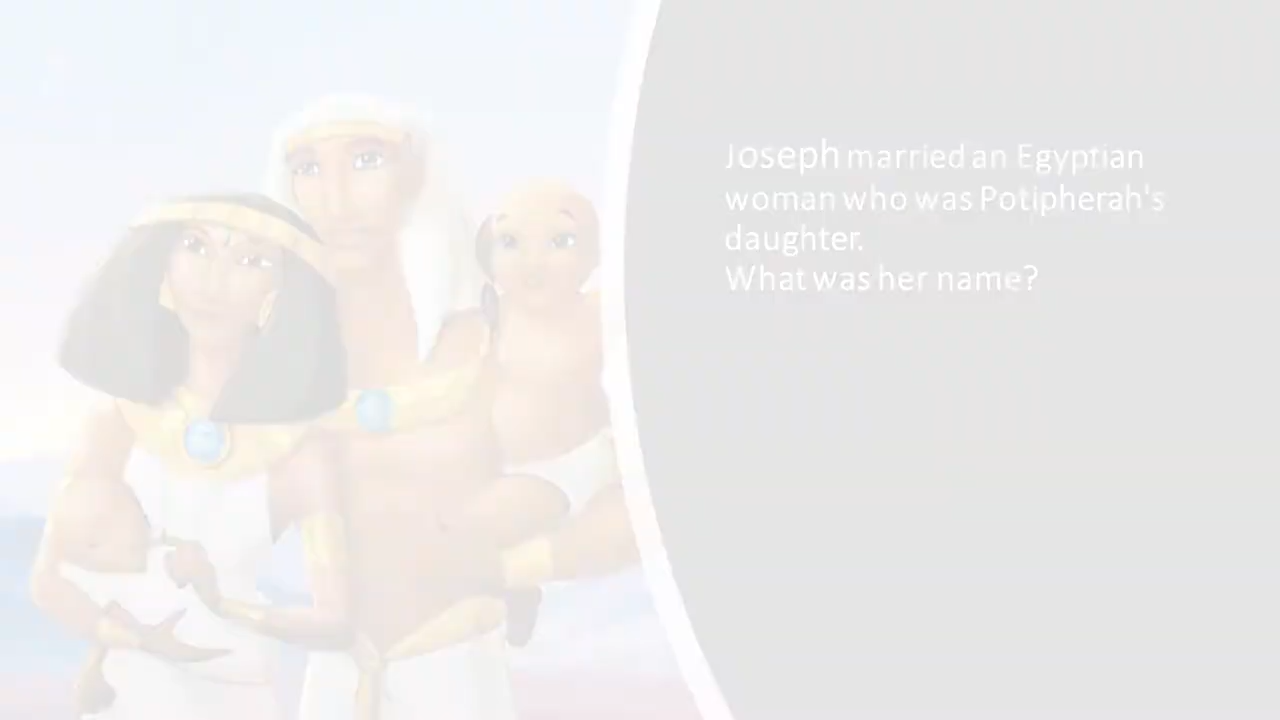 Joseph married an Egyptian
woman who was Potipherah's
daughter.
What was her name?